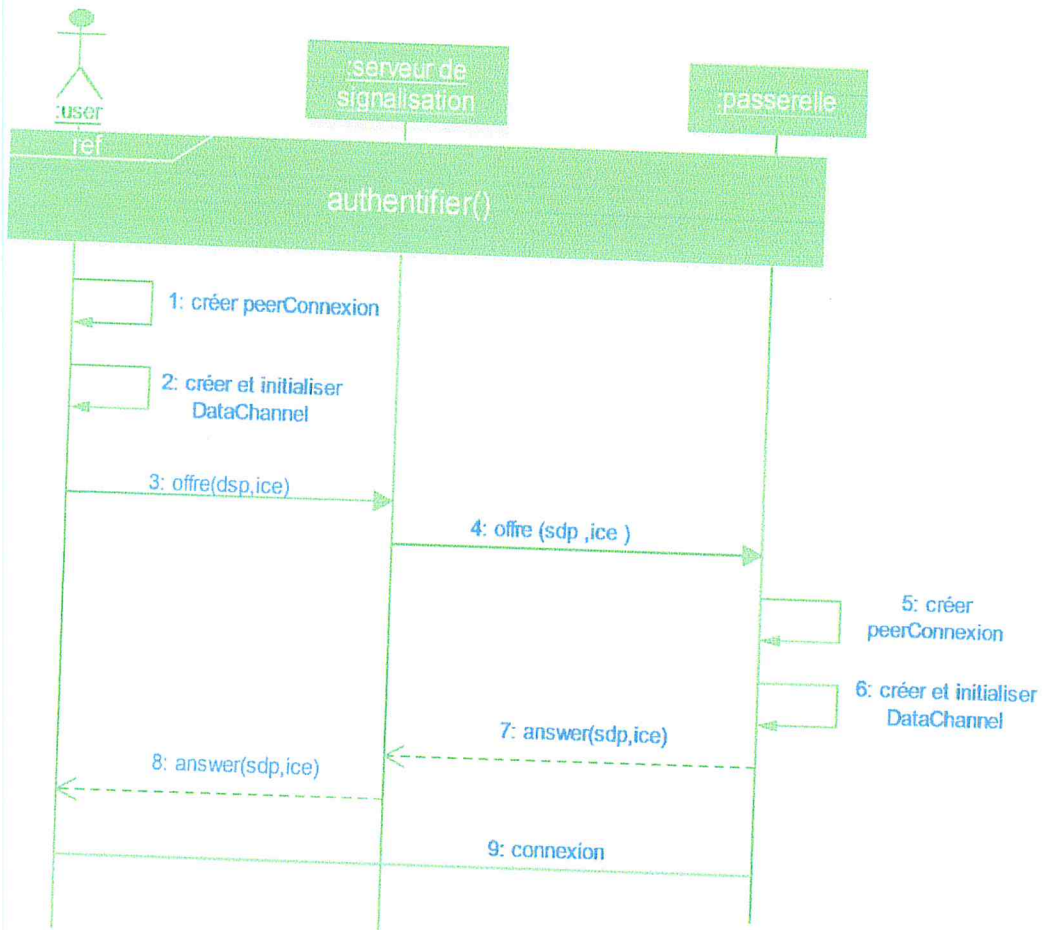 :user
:serveur de
signalisation
:passerelle
ref
authentifier()
1: créer peerConnexion
2: créer et initialiser
DataChannel
3: offre(dsp,ice)
4: offre (sdp ,ice )
5: créer
peerConnexion
6: créer et initialiser
DataChannel
7: answer(sdp,ice)
8: answer(sdp,ice)
9: connexion